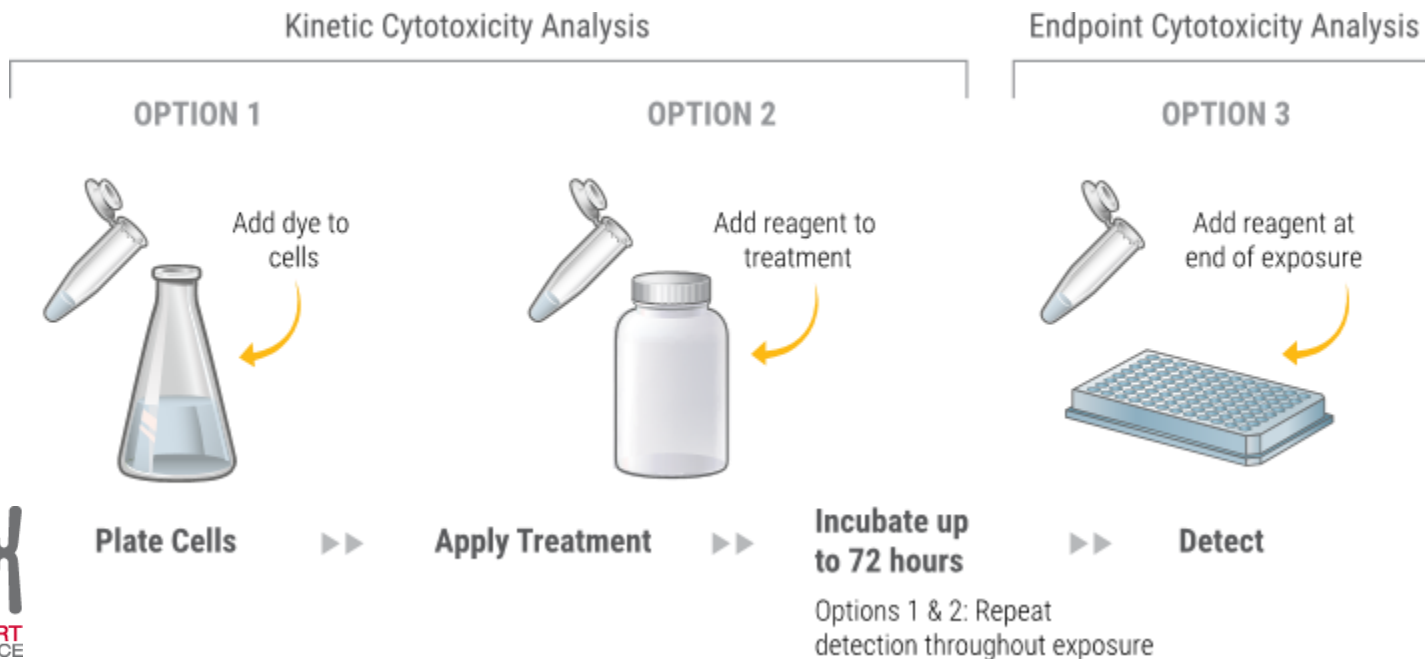 Kinetic Cytotoxicity Analysis
Endpoint Cytotoxicity Analysis
OPTION 1
OPTION 2
OPTION 3
Add dye to
cells
Add reagent to
treatment
Add reagent at
end of exposure
Plate Cells
Apply Treatment
Incubate up
to 72 hours
Detect
Options 1 & 2: Repeat
detection throughout exposure
RT
CE